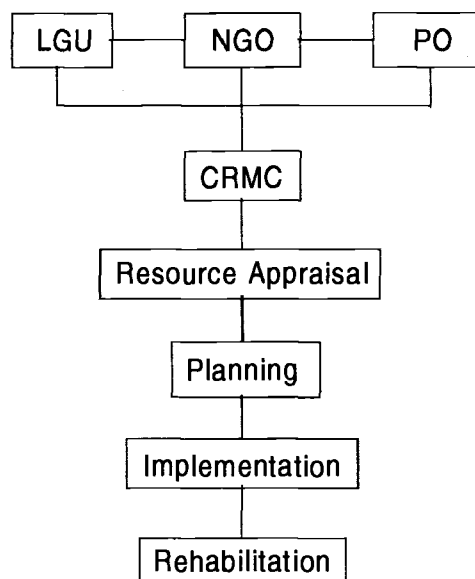 LGU NGO PO
CRMC
Resource Appraisal
Planning
Implementation
Rehabilitation